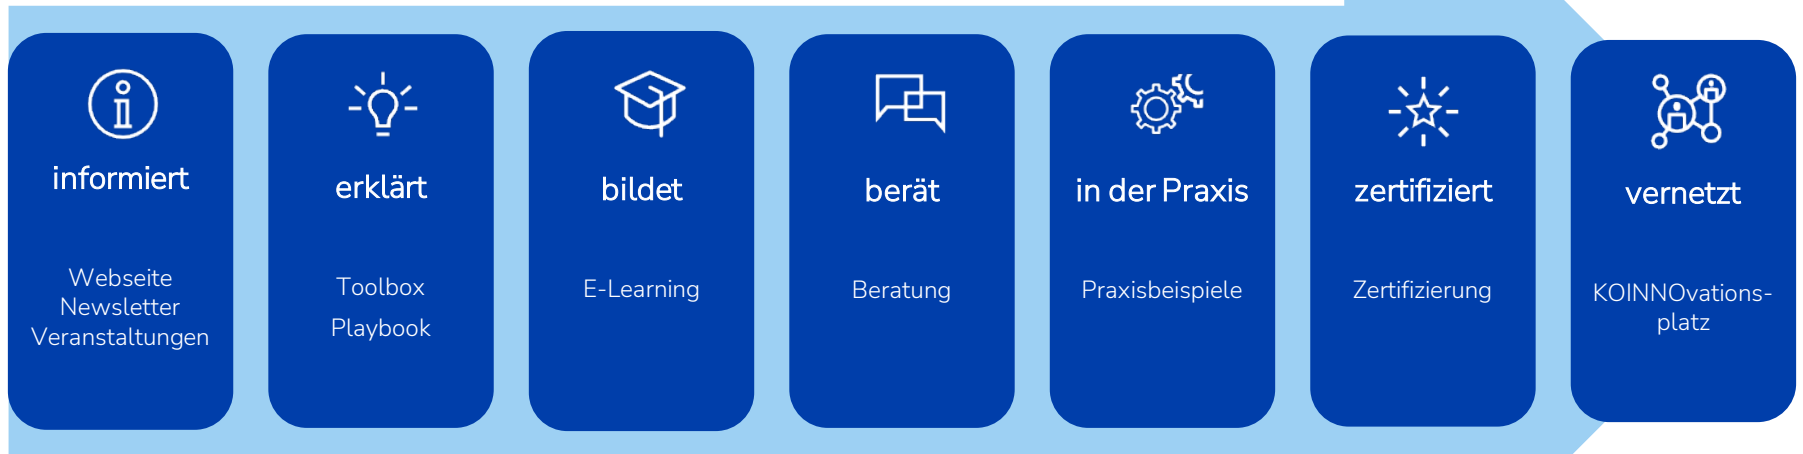 informiert
Webseite
Newsletter
Veranstaltungen
erklärt
Toolbox
Playbook
bildet
E-Learning
berät
Beratung
in der Praxis
Praxisbeispiele
zertifiziert
Zertifizierung
vernetzt
KOINNOvations-
platz